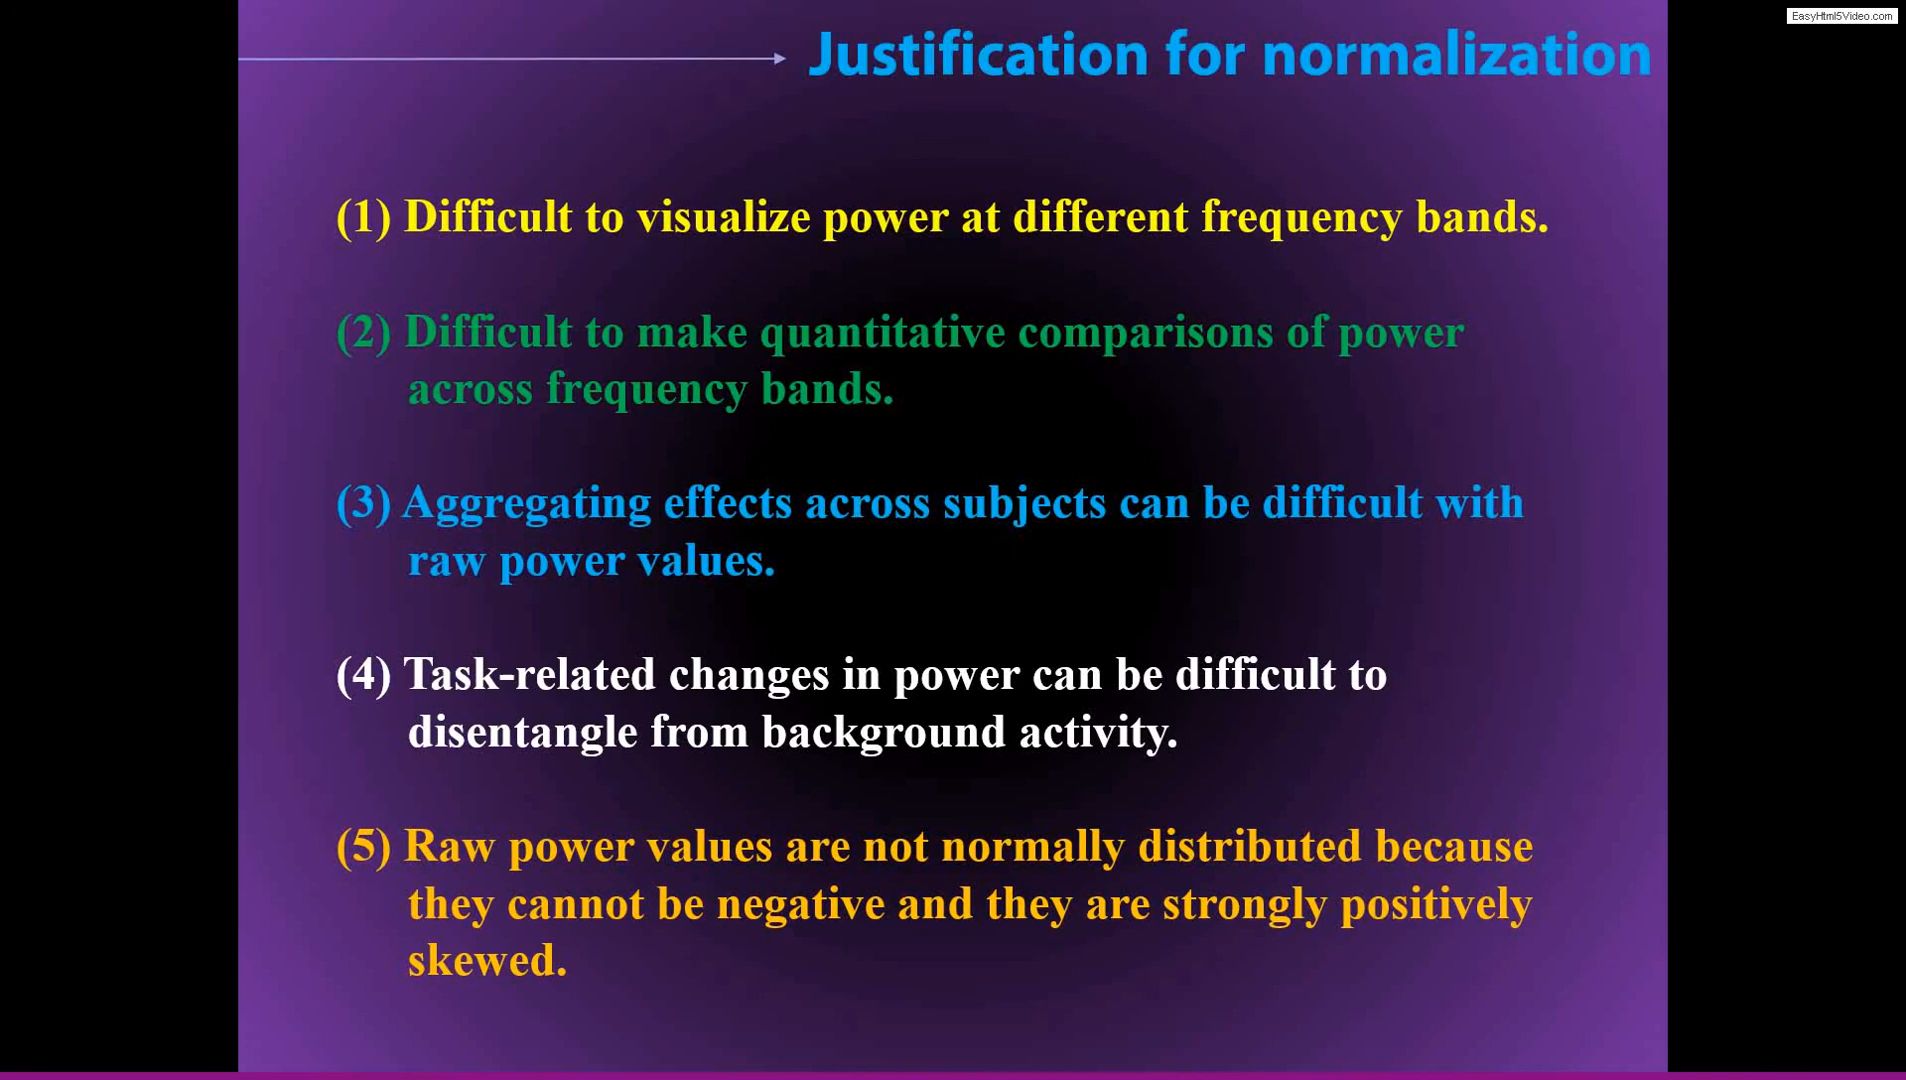 EasyHtml5Video.com
Justification for normalization
(1) Difficult to visualize power at different frequency bands.
(2) Difficult to make quantitative comparisons of power
across frequency bands.
(3) Aggregating effects across subjects can be difficult with
raw power values.
(4) Task-related changes in power can be difficult to
disentangle from background activity.
(5) Raw power values are not normally distributed because
they cannot be negative and they are strongly positively
skewed.